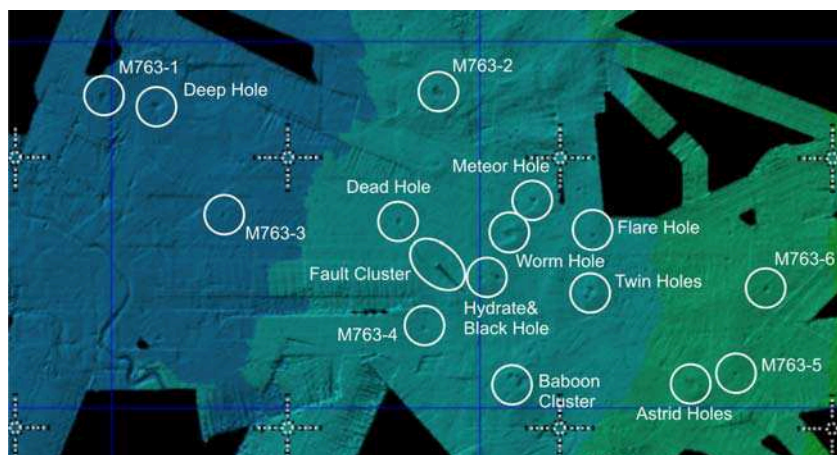 M763-1
Deep Hole
M763-2
Meteor Hole
Dead Hole
M763-3
Flare Hole
Worm Hole
M763-6
Fault Cluster
Twin Holes
Hydrate&
Black Hole
M763-4
M763-5
Baboon
Cluster
Astrid Holes